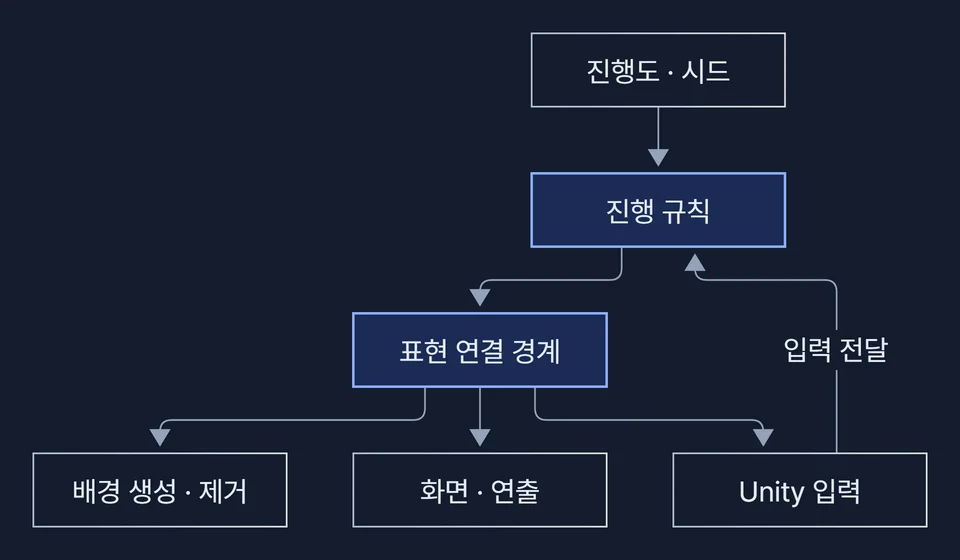 진행도 · 시드
진행 규칙
표현 연결 경계
입력 전달
배경 생성 · 제거
화면 · 연출
Unity 입력